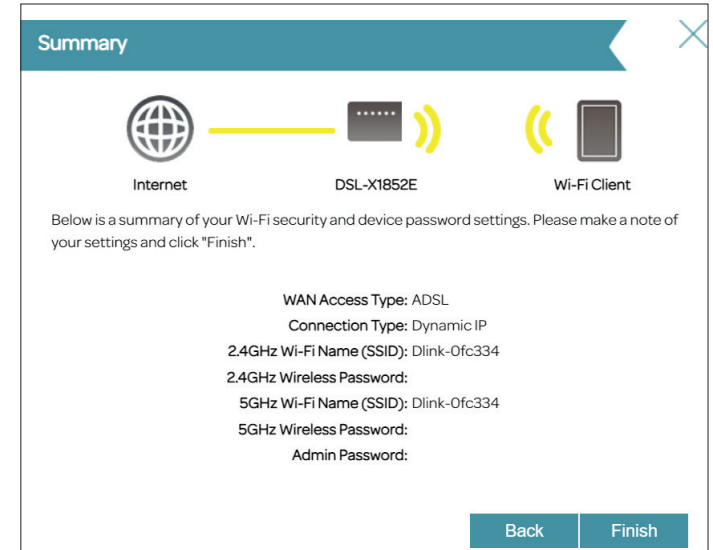 Summary
Internet
DSL-X1852E
Wi-Fi Client
Below is a summary of your Wi-Fi security and device password settings. Please make a note of
your settings and click "Finish".
WAN Access Type: ADSL
Connection Type: Dynamic IP
2.4GHz Wi-Fi Name (SSID): Dlink-0fc334
2.4GHz Wireless Password:
5GHz Wi-Fi Name (SSID): Dlink-0fc334
5GHz Wireless Password:
Admin Password:
Back
Finish